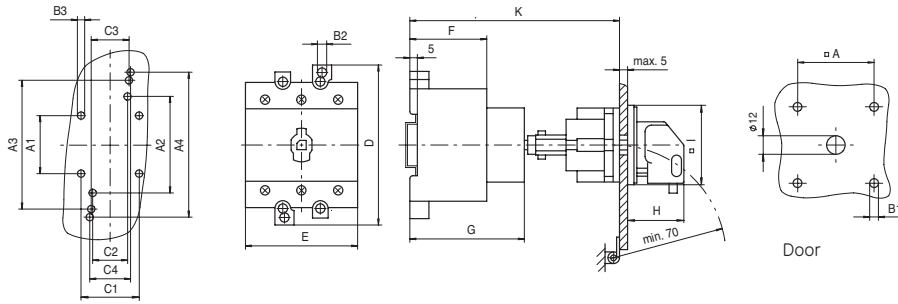 B3
C3
A3
A1
A2
A4
C2
C4
C1
B2
D
E
K
F
5
max. 5
G
□ I
H
min. 70
□ A
ϕ12
B1
Door